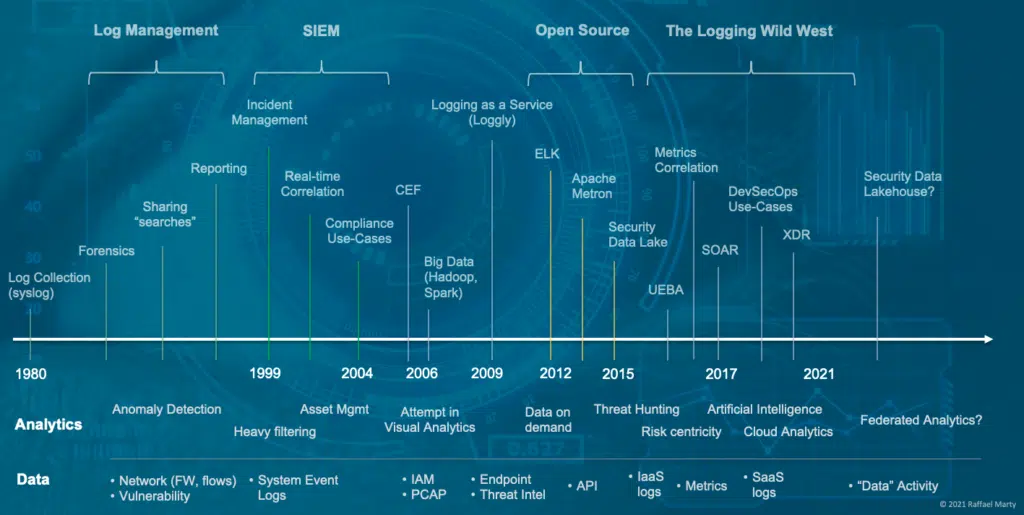 Log Management
SIEM
Open Source
The Logging Wild West
Incident
Management
Logging as a Service
(Loggly)
Reporting
Real-time
Correlation
CEF
ELK
Apache
Metron
Metrics
Correlation
Security Data
Lakehouse?
DevSecOps
Use-Cases
Sharing
“searches”
Compliance
Use-Cases
Security
Data Lake
XDR
SOAR
Forensics
Log Collection
(syslog)
Big Data
(Hadoop,
Spark)
UEBA
1980
1999
2004
2006
2009
2012
2015
2017
2021
Analytics
Anomaly Detection
Heavy filtering
Asset Mgmt
Attempt in
Visual Analytics
Data on
demand
Threat Hunting
Risk centricity
Artificial Intelligence
Cloud Analytics
Federated Analytics?
Data
• Network (FW, flows)
• Vulnerability
• System Event
Logs
• IAM
• PCAP
• Endpoint
• Threat Intel
• API
• IaaS
logs
• Metrics
• SaaS
logs
• “Data” Activity
© 2021 Raffael Marty